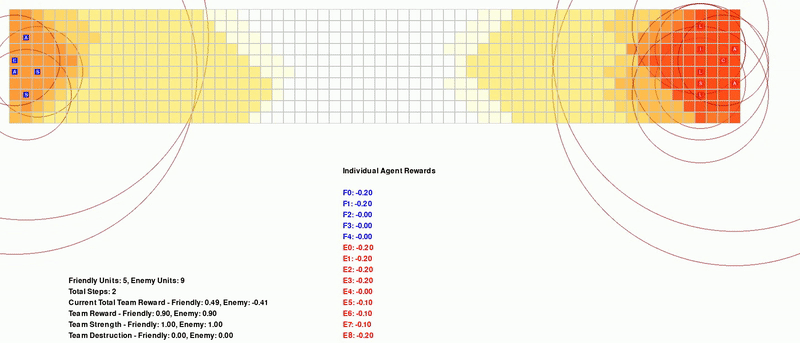 Individual Agent Rewards
F0: -0.20
F1: -0.20
F2: -0.00
F3: -0.00
F4: -0.00
E0: -0.20
E1: -0.20
E2: -0.20
E3: -0.20
E4: -0.00
E5: -0.10
E6: -0.10
E7: -0.10
E8: -0.20
Friendly Units: 5, Enemy Units: 9
Total Steps: 2
Current Total Team Reward - Friendly: 0.49, Enemy: -0.41
Team Reward - Friendly: 0.90, Enemy: 0.90
Team Strength - Friendly: 1.00, Enemy: 1.00
Team Destruction - Friendly: 0.00, Enemy: 0.00